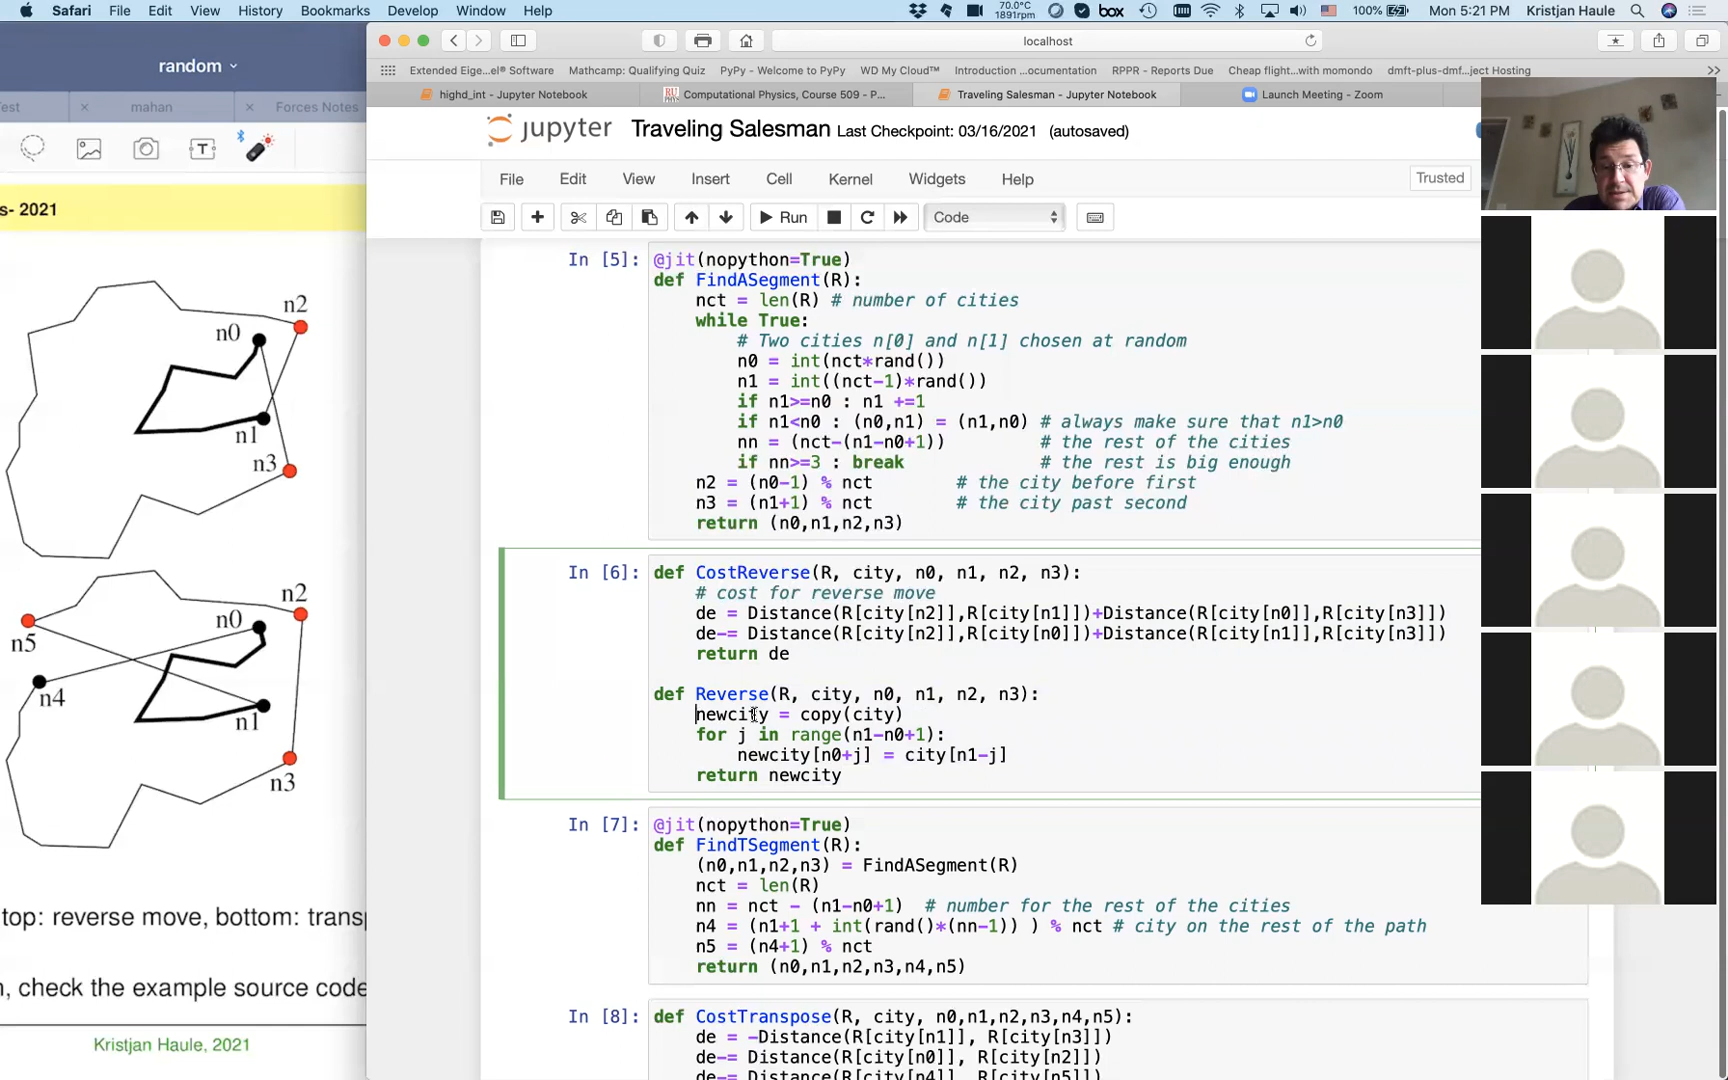 Safari File Edit View History Bookmarks Develop Window Help box 70.0°C 1891rpm 100% Mon 5:21 PM Kristjan Haule
random
localhost
Extended Eige...el® Software Mathcamp: Qualifying Quiz PyPy - Welcome to PyPy WD My Cloud™ Introduction ...ocumentation RPPR - Reports Due Cheap flight...with momondo dmft-plus-dmf...ject Hosting
est × mahan × Forces Notes
highd_int - Jupyter Notebook RU PHYS Computational Physics, Course 509 - P... Traveling Salesman - Jupyter Notebook Launch Meeting - Zoom
jupyter Traveling Salesman Last Checkpoint: 03/16/2021 (autosaved)
T
File Edit View Insert Cell Kernel Widgets Help Trusted
s- 2021
Run Code
In [5]: @jit(nopython=True)
def FindASegment(R):
nct = len(R) # number of cities
while True:
# Two cities n[0] and n[1] chosen at random
n0 = int(nct*rand())
n1 = int((nct-1)*rand())
if n1>=n0 : n1 +=1
if n1<n0 : (n0,n1) = (n1,n0) # always make sure that n1>n0
nn = (nct-(n1-n0+1)) # the rest of the cities
if nn>=3 : break # the rest is big enough
n2 = (n0-1) % nct # the city before first
n3 = (n1+1) % nct # the city past second
return (n0,n1,n2,n3)
In [6]: def CostReverse(R, city, n0, n1, n2, n3):
# cost for reverse move
de = Distance(R[city[n2]],R[city[n1]])+Distance(R[city[n0]],R[city[n3]])
de-= Distance(R[city[n2]],R[city[n0]])+Distance(R[city[n1]],R[city[n3]])
return de
def Reverse(R, city, n0, n1, n2, n3):
newcity = copy(city)
for j in range(n1-n0+1):
newcity[n0+j] = city[n1-j]
return newcity
In [7]: @jit(nopython=True)
def FindTSegment(R):
(n0,n1,n2,n3) = FindASegment(R)
nct = len(R)
nn = nct - (n1-n0+1) # number for the rest of the cities
n4 = (n1+1 + int(rand()*(nn-1)) ) % nct # city on the rest of the path
n5 = (n4+1) % nct
return (n0,n1,n2,n3,n4,n5)
In [8]: def CostTranspose(R, city, n0,n1,n2,n3,n4,n5):
de = -Distance(R[city[n1]], R[city[n3]])
de-= Distance(R[city[n0]], R[city[n2]])
de-= Distance(R[city[n4]], R[city[n5]])
n2
n0
n1
n3
n2
n0
n5
n4
n1
n3
top: reverse move, bottom: transp
n, check the example source code
Kristjan Haule, 2021